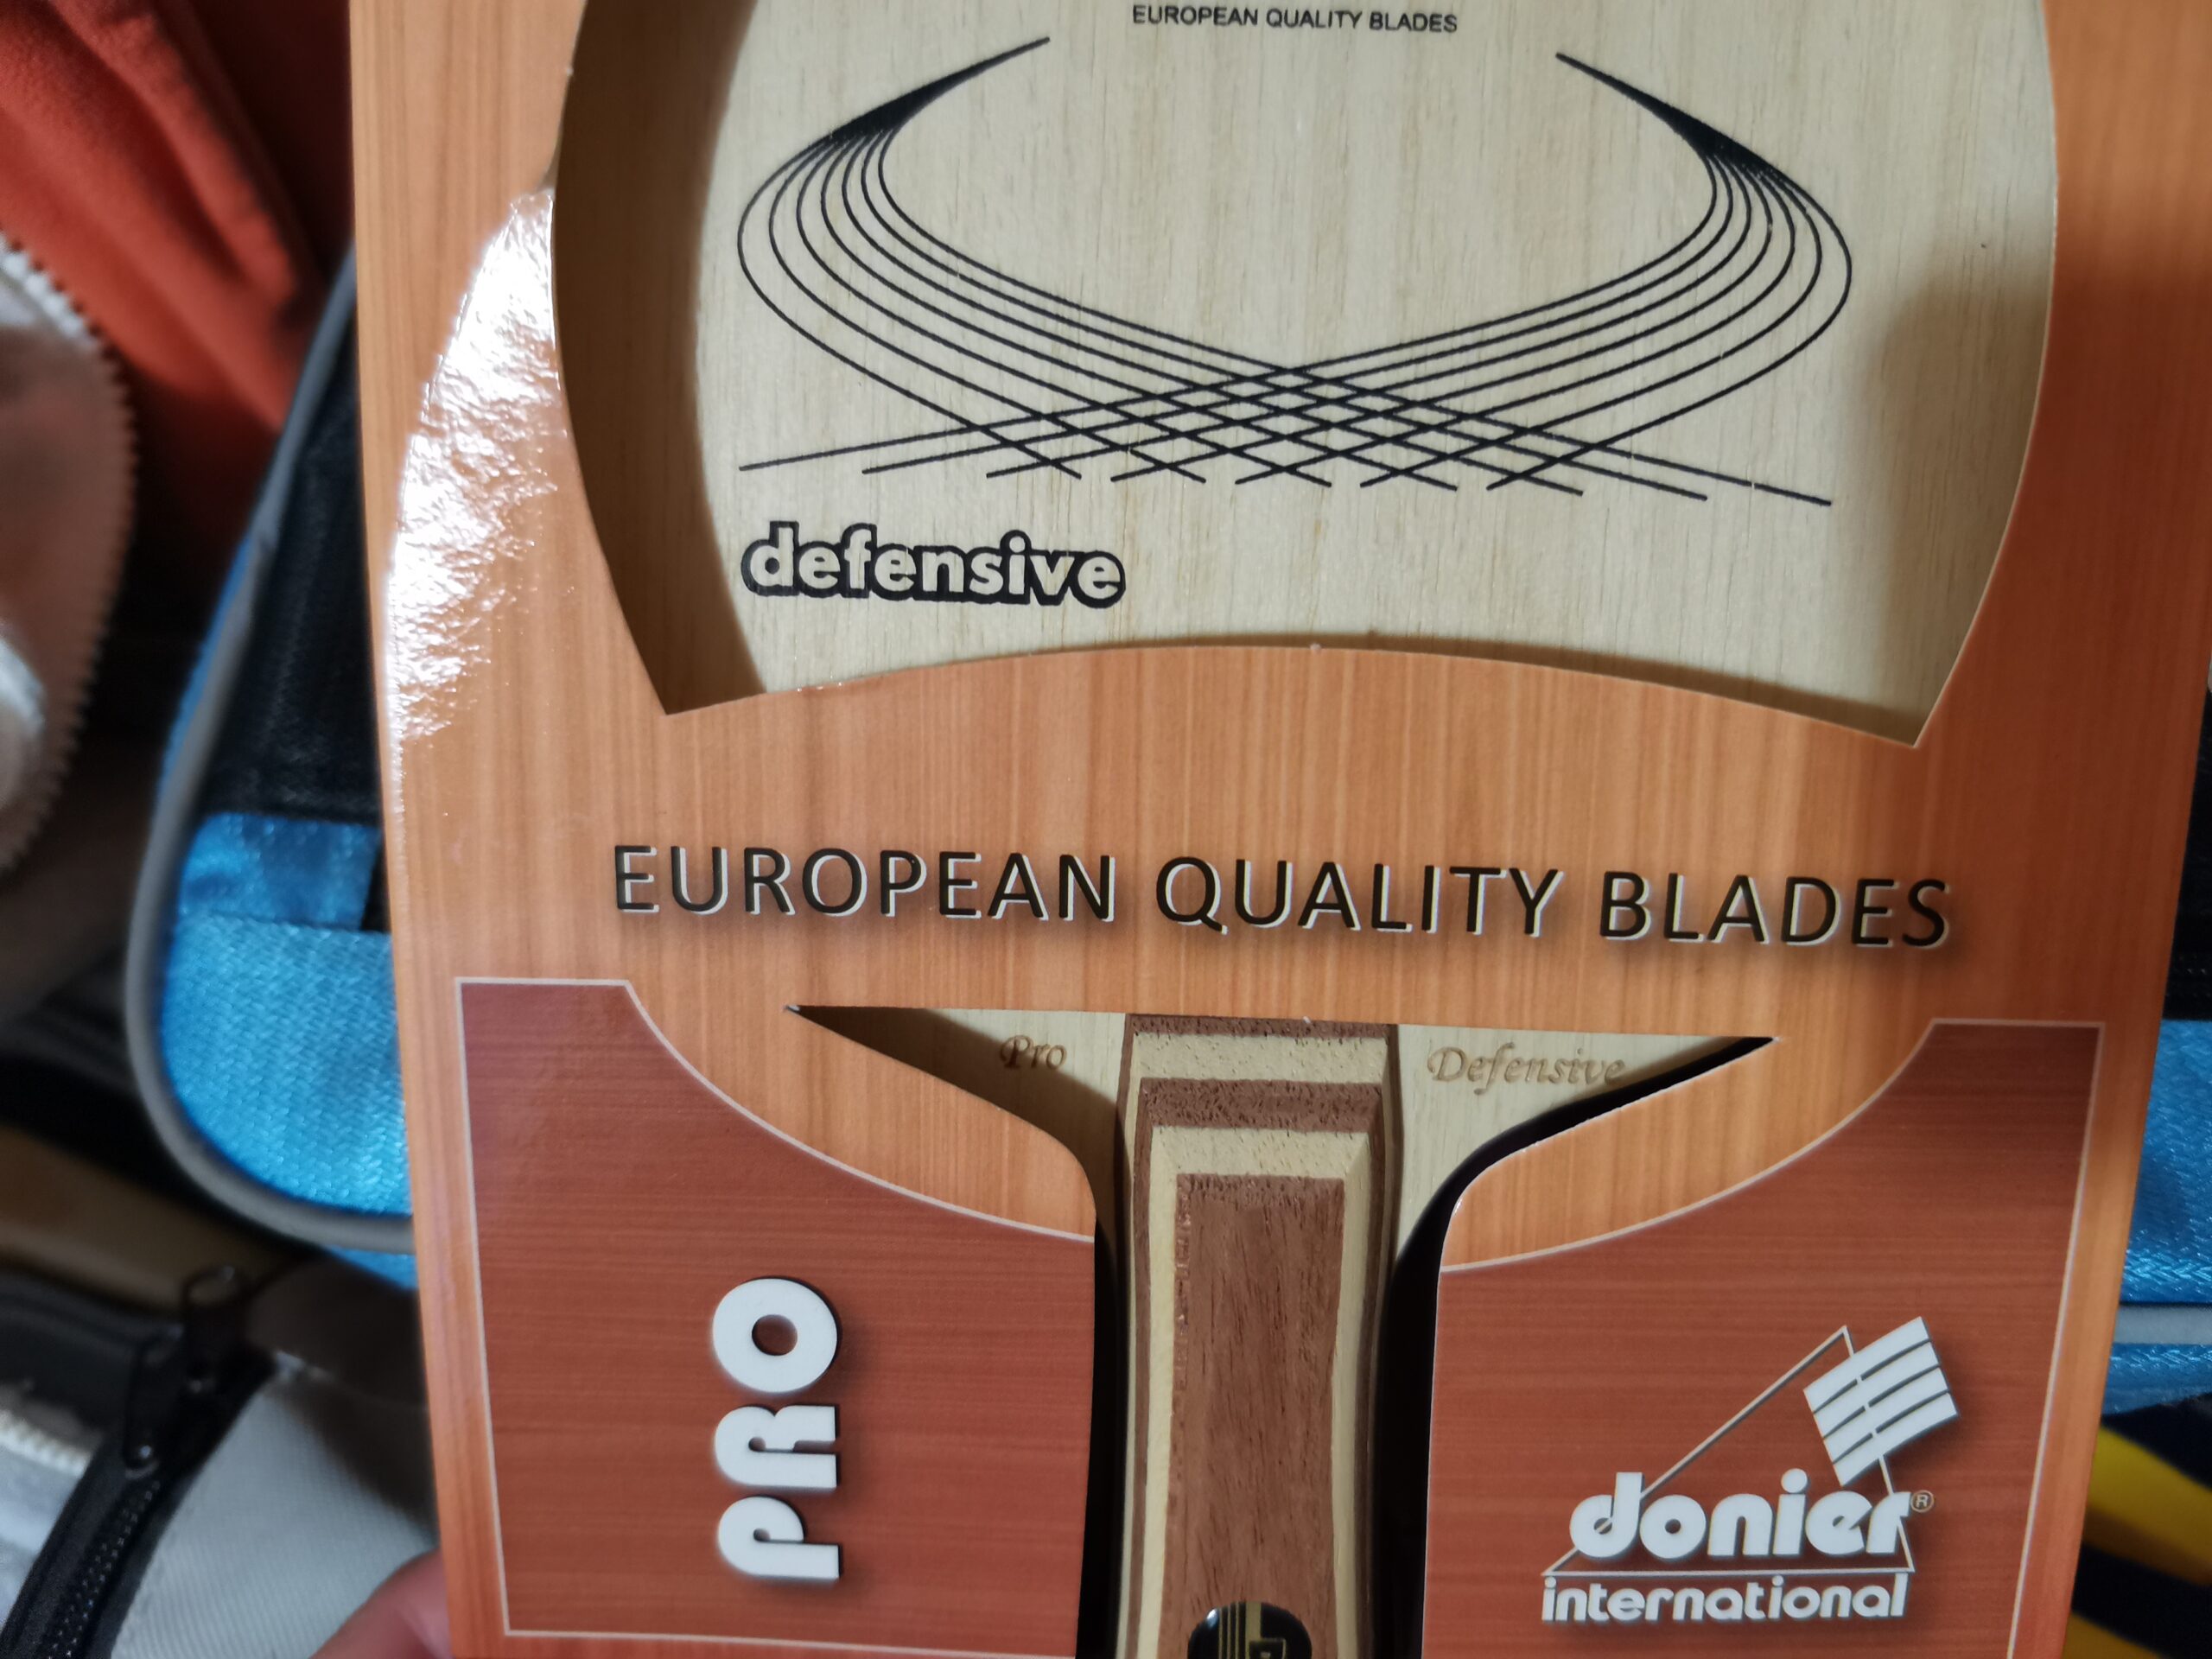 EUROPEAN QUALITY BLADES
defensive
EUROPEAN QUALITY BLADES
Pro
Defensive
PRO
donier®
international